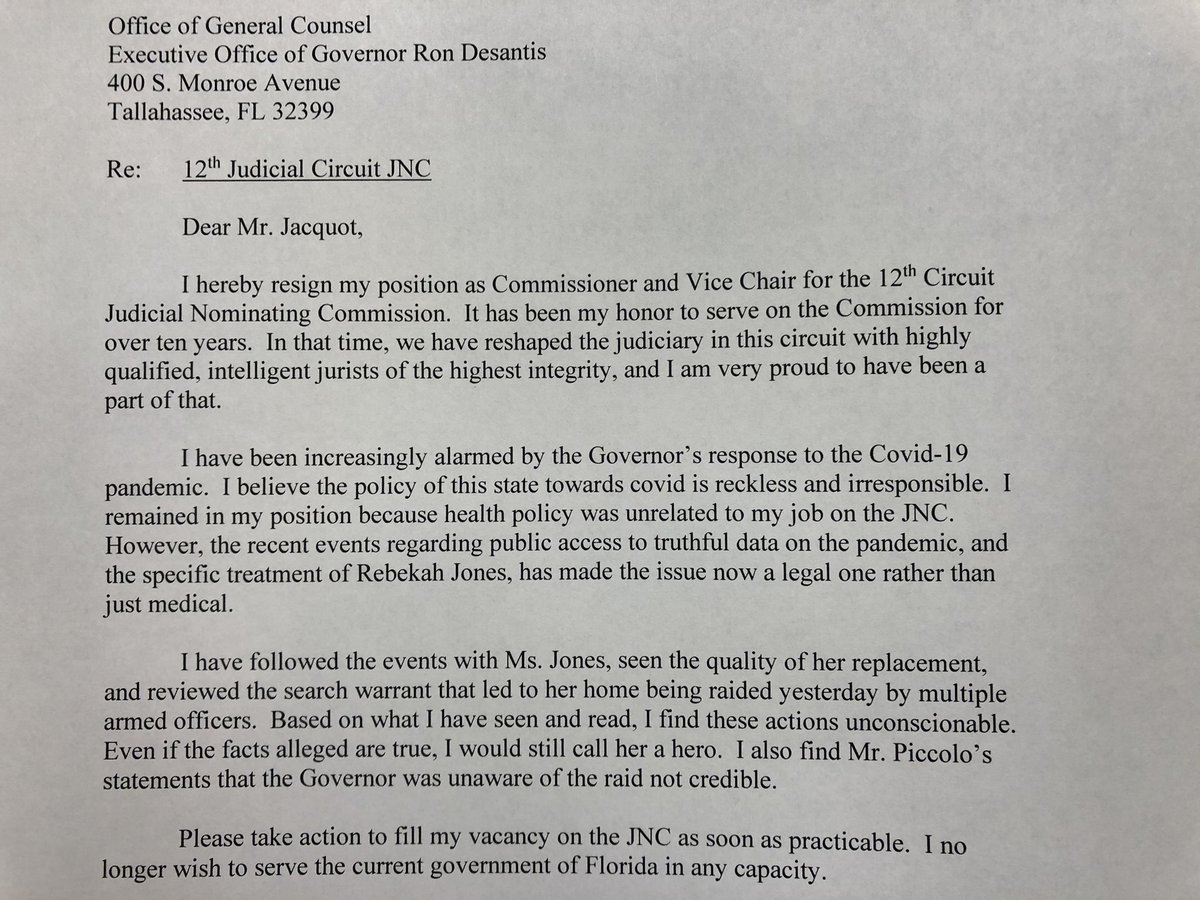 Office of General Counsel
Executive Office of Governor Ron Desantis
400 S. Monroe Avenue
Tallahassee, FL 32399
Re: 12th Judicial Circuit JNC
Dear Mr. Jacquot,
I hereby resign my position as Commissioner and Vice Chair for the 12th Circuit
Judicial Nominating Commission. It has been my honor to serve on the Commission for
over ten years. In that time, we have reshaped the judiciary in this circuit with highly
qualified, intelligent jurists of the highest integrity, and I am very proud to have been a
part of that.
I have been increasingly alarmed by the Governor's response to the Covid-19
pandemic. I believe the policy of this state towards covid is reckless and irresponsible. I
remained in my position because health policy was unrelated to my job on the JNC.
However, the recent events regarding public access to truthful data on the pandemic, and
the specific treatment of Rebekah Jones, has made the issue now a legal one rather than
just medical.
I have followed the events with Ms. Jones, seen the quality of her replacement,
and reviewed the search warrant that led to her home being raided yesterday by multiple
armed officers. Based on what I have seen and read, I find these actions unconscionable.
Even if the facts alleged are true, I would still call her a hero. I also find Mr. Piccolo's
statements that the Governor was unaware of the raid not credible.
Please take action to fill my vacancy on the JNC as soon as practicable. I no
longer wish to serve the current government of Florida in any capacity.